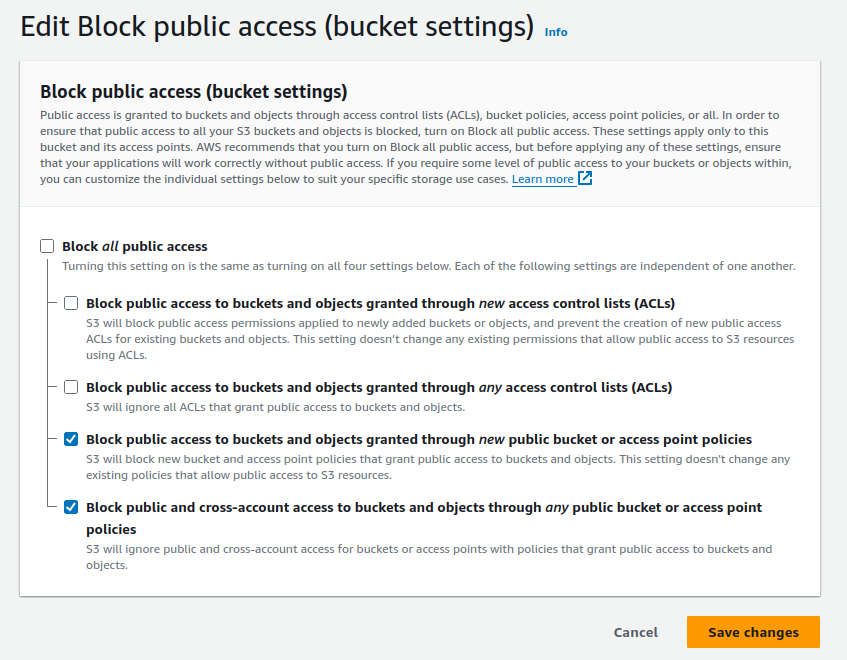 Edit Block public access (bucket settings) Info
Block public access (bucket settings)
Public access is granted to buckets and objects through access control lists (ACLs), bucket policies, access point policies, or all. In order to
ensure that public access to all your S3 buckets and objects is blocked, turn on Block all public access. These settings apply only to this
bucket and its access points. AWS recommends that you turn on Block all public access, but before applying any of these settings, ensure
that your applications will work correctly without public access. If you require some level of public access to your buckets or objects within,
you can customize the individual settings below to suit your specific storage use cases. Learn more
Block all public access
Turning this setting on is the same as turning on all four settings below. Each of the following settings are independent of one another.
Block public access to buckets and objects granted through new access control lists (ACLs)
S3 will block public access permissions applied to newly added buckets or objects, and prevent the creation of new public access
ACLs for existing buckets and objects. This setting doesn't change any existing permissions that allow public access to S3 resources
using ACLs.
Block public access to buckets and objects granted through any access control lists (ACLs)
S3 will ignore all ACLs that grant public access to buckets and objects.
Block public access to buckets and objects granted through new public bucket or access point policies
S3 will block new bucket and access point policies that grant public access to buckets and objects. This setting doesn't change any
existing policies that allow public access to S3 resources.
Block public and cross-account access to buckets and objects through any public bucket or access point
policies
S3 will ignore public and cross-account access for buckets or access points with policies that grant public access to buckets and
objects.
Cancel
Save changes